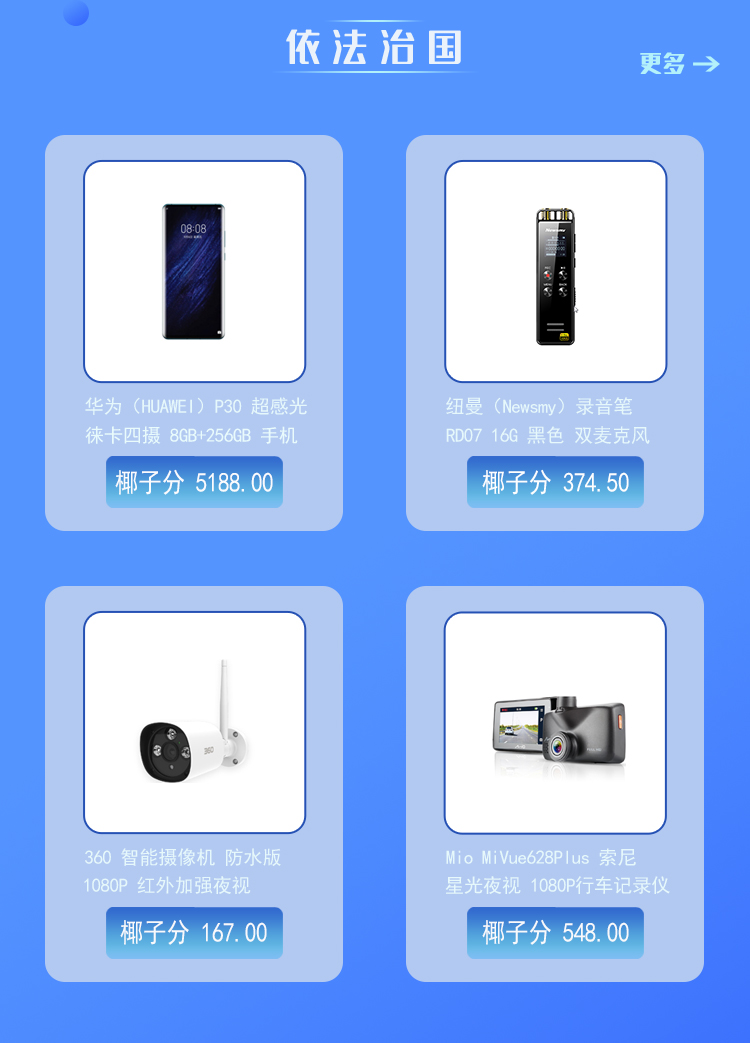 依法治国
更多
08:08
Newsmy
华为（HUAWEI）P30 超感光
徕卡四摄 8GB+256GB 手机
椰子分 5188.00
纽曼（Newsmy）录音笔
RD07 16G 黑色 双麦克风
椰子分 374.50
360
360 智能摄像机 防水版
1080P 红外加强夜视
椰子分 167.00
Mio MiVue628Plus 索尼
星光夜视 1080P行车记录仪
椰子分 548.00